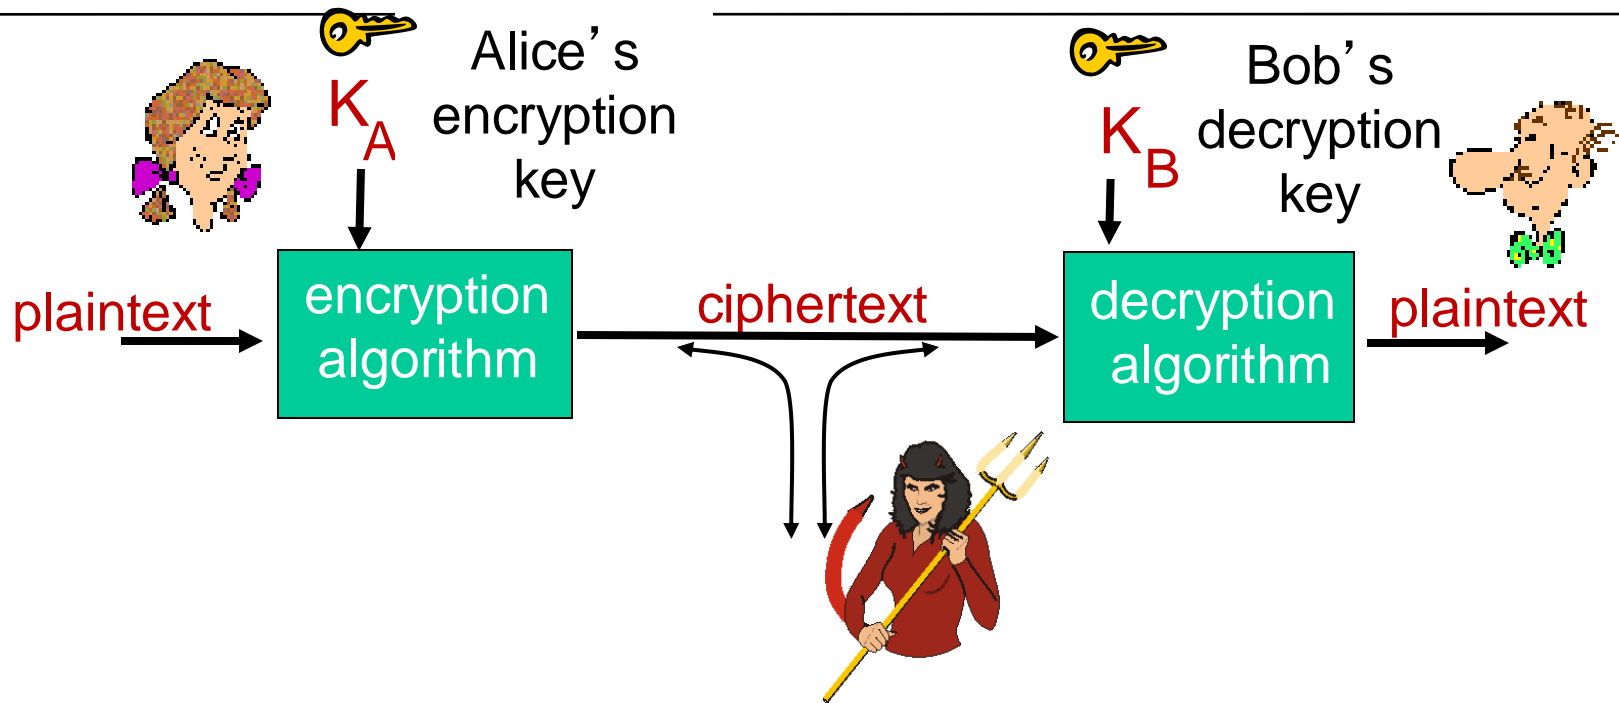 Alice's
encryption
key
K
A
Bob's
decryption
key
K
B
plaintext
encryption
algorithm
ciphertext
decryption
algorithm
plaintext